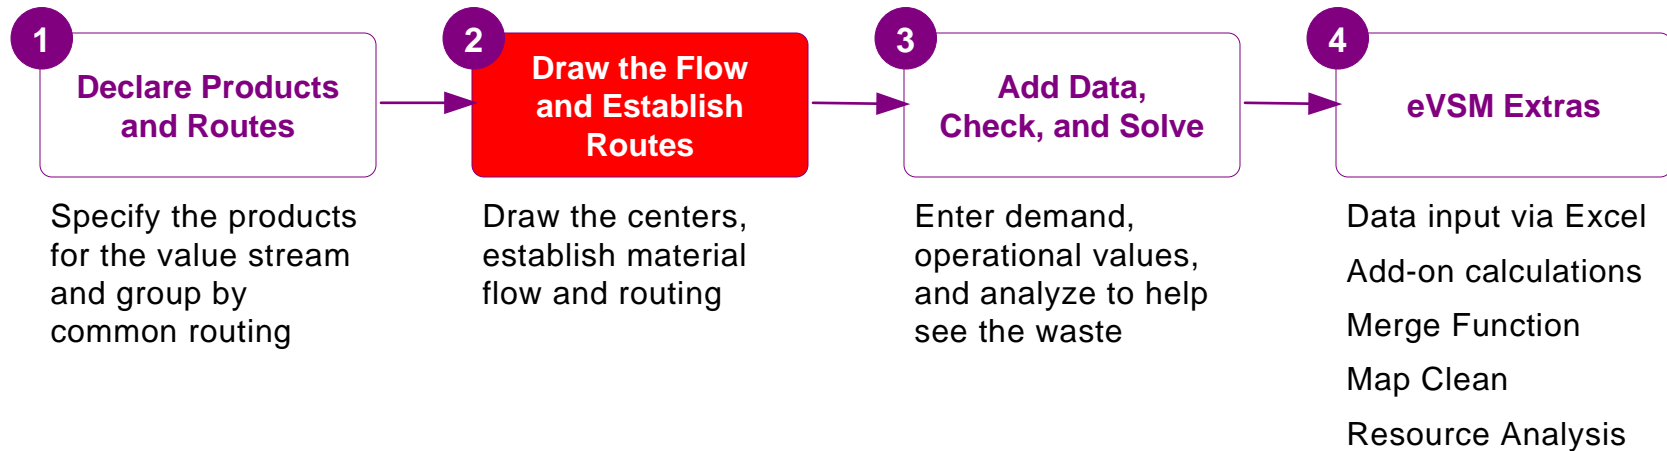 1
Declare Products
and Routes
Specify the products
for the value stream
and group by
common routing
2
Draw the Flow
and Establish
Routes
Draw the centers,
establish material
flow and routing
3
Add Data,
Check, and Solve
Enter demand,
operational values,
and analyze to help
see the waste
4
eVSM Extras
Data input via Excel
Add-on calculations
Merge Function
Map Clean
Resource Analysis